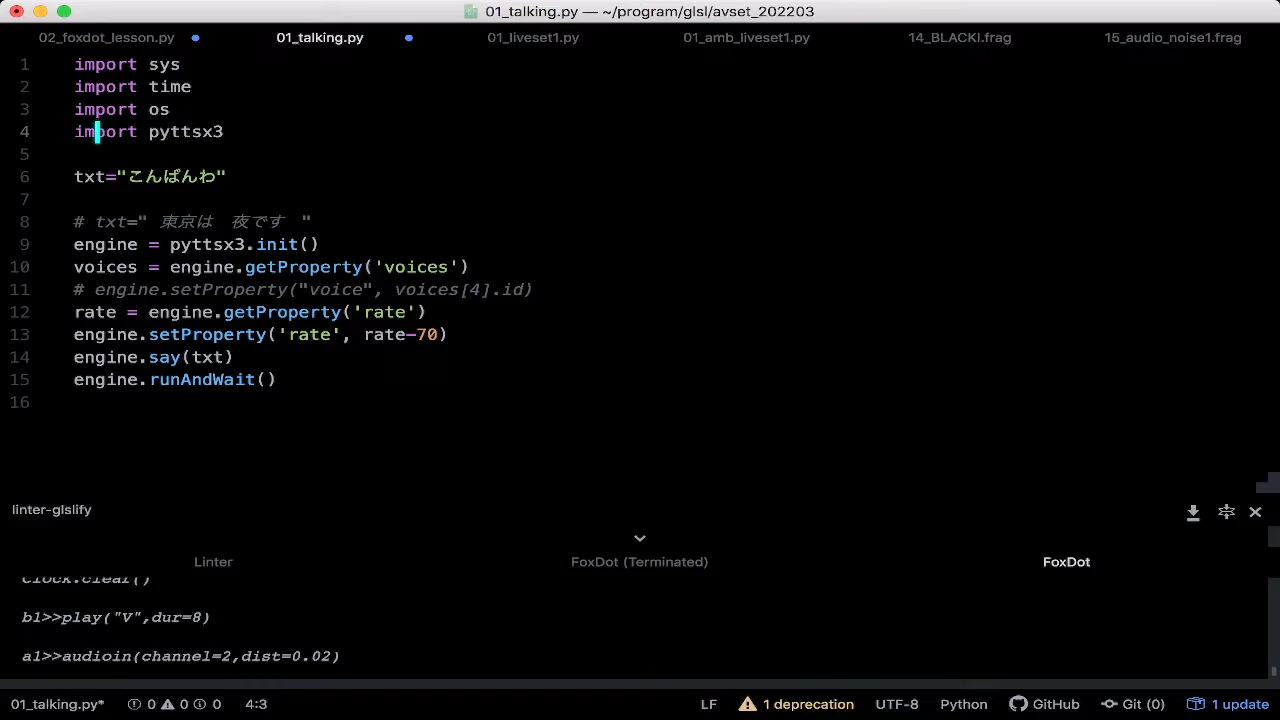 01_talking.py — ~/program/glsl/avset_202203
02_foxdot_lesson.py 01_talking.py 01_liveset1.py 01_amb_liveset1.py 14_BLACKI.frag 15_audio_noise1.frag
1 import sys
2 import time
3 import os
4 import pyttsx3
5
6 txt="こんばんわ"
7
8 # txt=" 東京は　夜です　"
9 engine = pyttsx3.init()
10 voices = engine.getProperty('voices')
11 # engine.setProperty("voice", voices[4].id)
12 rate = engine.getProperty('rate')
13 engine.setProperty('rate', rate-70)
14 engine.say(txt)
15 engine.runAndWait()
16
linter-glslify
Linter FoxDot (Terminated) FoxDot
Clock.clear()
b1>>play("V",dur=8)
a1>>audioin(channel=2,dist=0.02)
01_talking.py* 0 0 0 4:3 LF 1 deprecation UTF-8 Python GitHub Git (0) 1 update